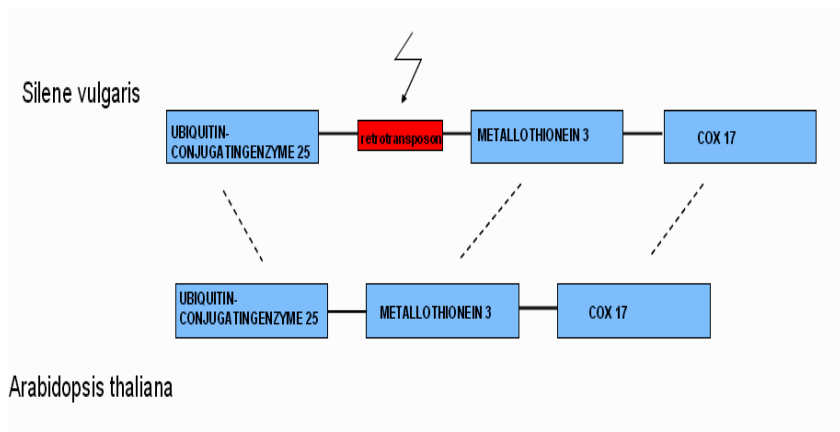 Silene vulgaris
UBIQUITIN-
CONJUGATINGENZYME 25
retrotransposon
METALLOTHIONEIN 3
COX 17
UBIQUITIN-
CONJUGATINGENZYME 25
METALLOTHIONEIN 3
COX 17
Arabidopsis thaliana